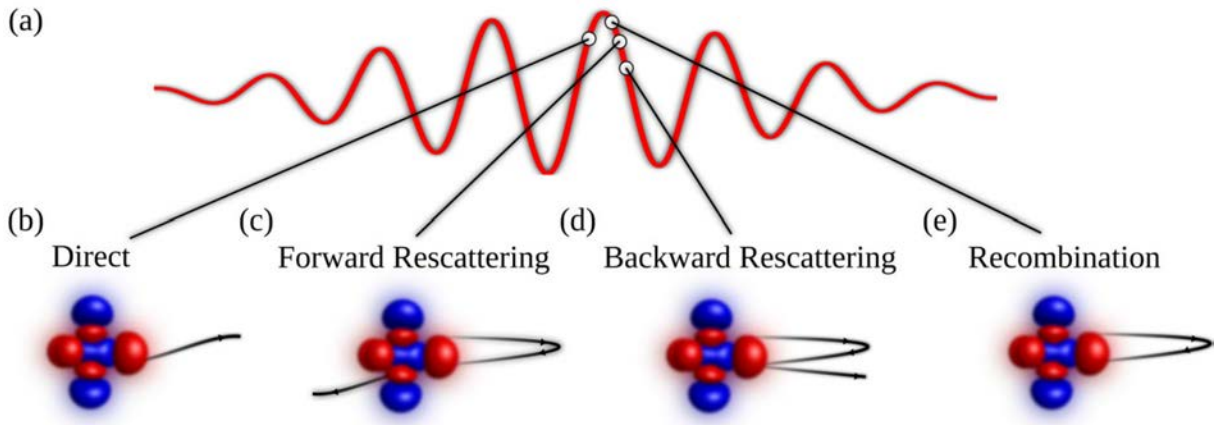 (a)
(b)
Direct
(c)
Forward Rescattering
(d)
Backward Rescattering
(e)
Recombination